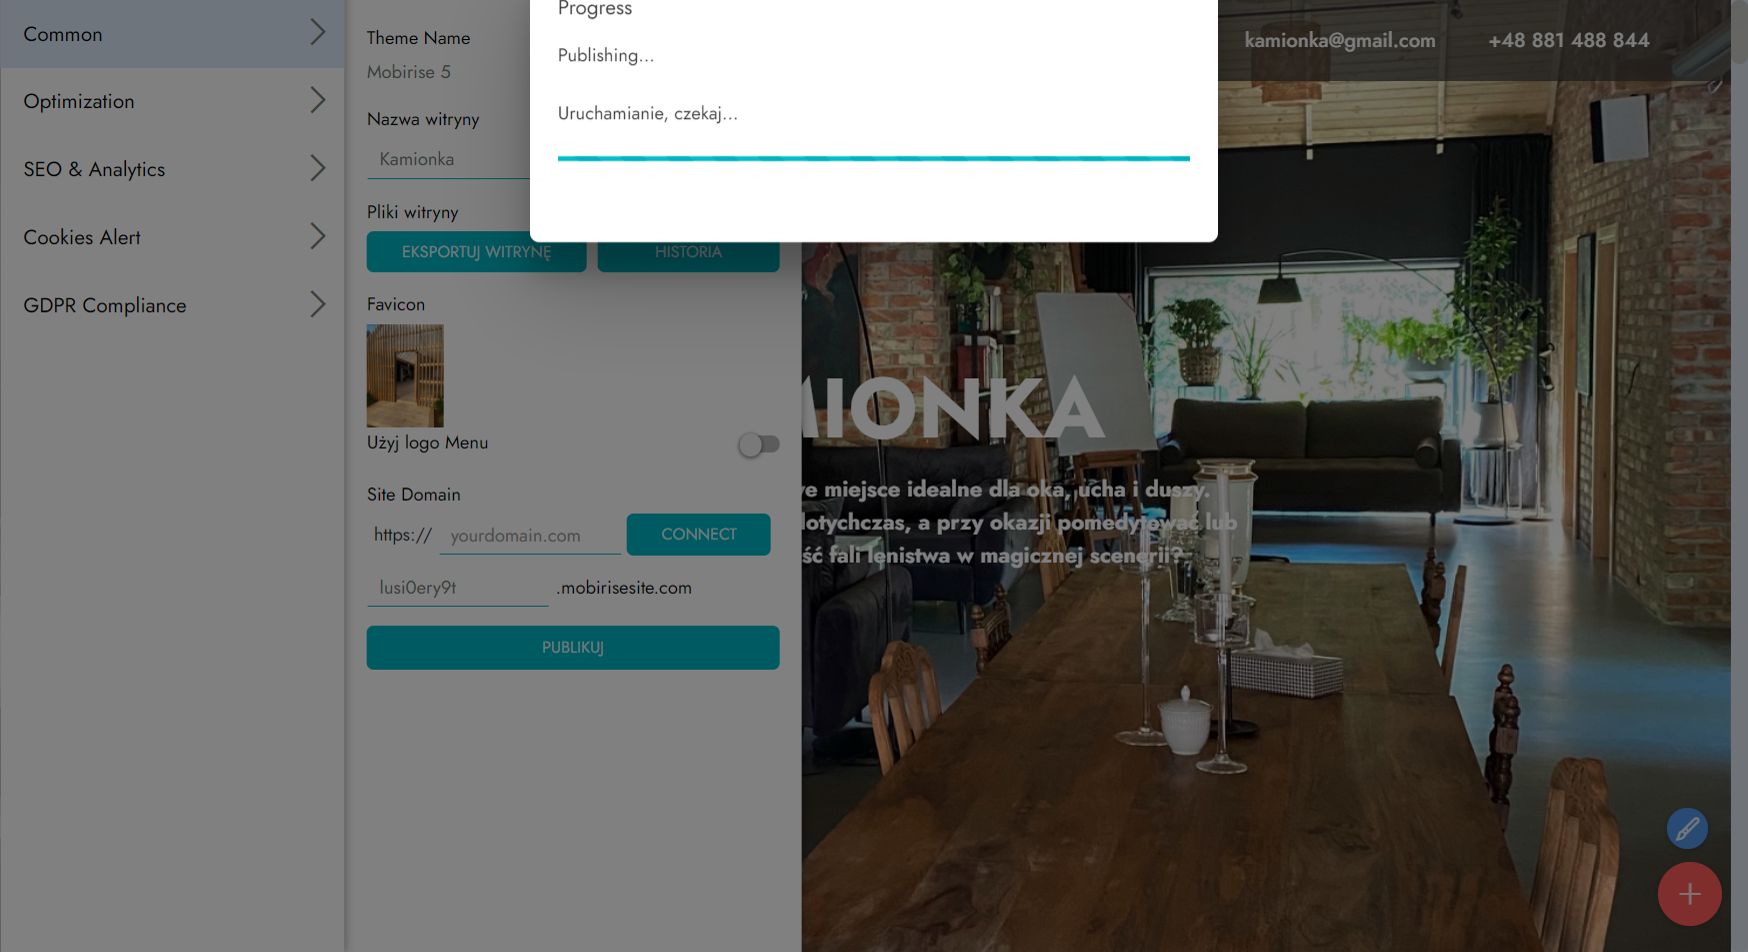 Common
Optimization
SEO & Analytics
Cookies Alert
GDPR Compliance
Theme Name
Mobirise 5
Nazwa witryny
Kamionka
Pliki witryny
EKSPORTUJ WITRYNĘ
HISTORIA
Favicon
Użyj logo Menu
Site Domain
https://
yourdomain.com
CONNECT
lusi0ery9t
.mobirisesite.com
PUBLIKUJ
Progress
Publishing...
Uruchamianie, czekaj...
kamionka@gmail.com
+48 881 488 844
MIONKA
miejsce idealne dla oka, ucha i duszy.
lotychczas, a przy okazji pomedytować lub
ść fali lenistwa w magicznej scenerii?